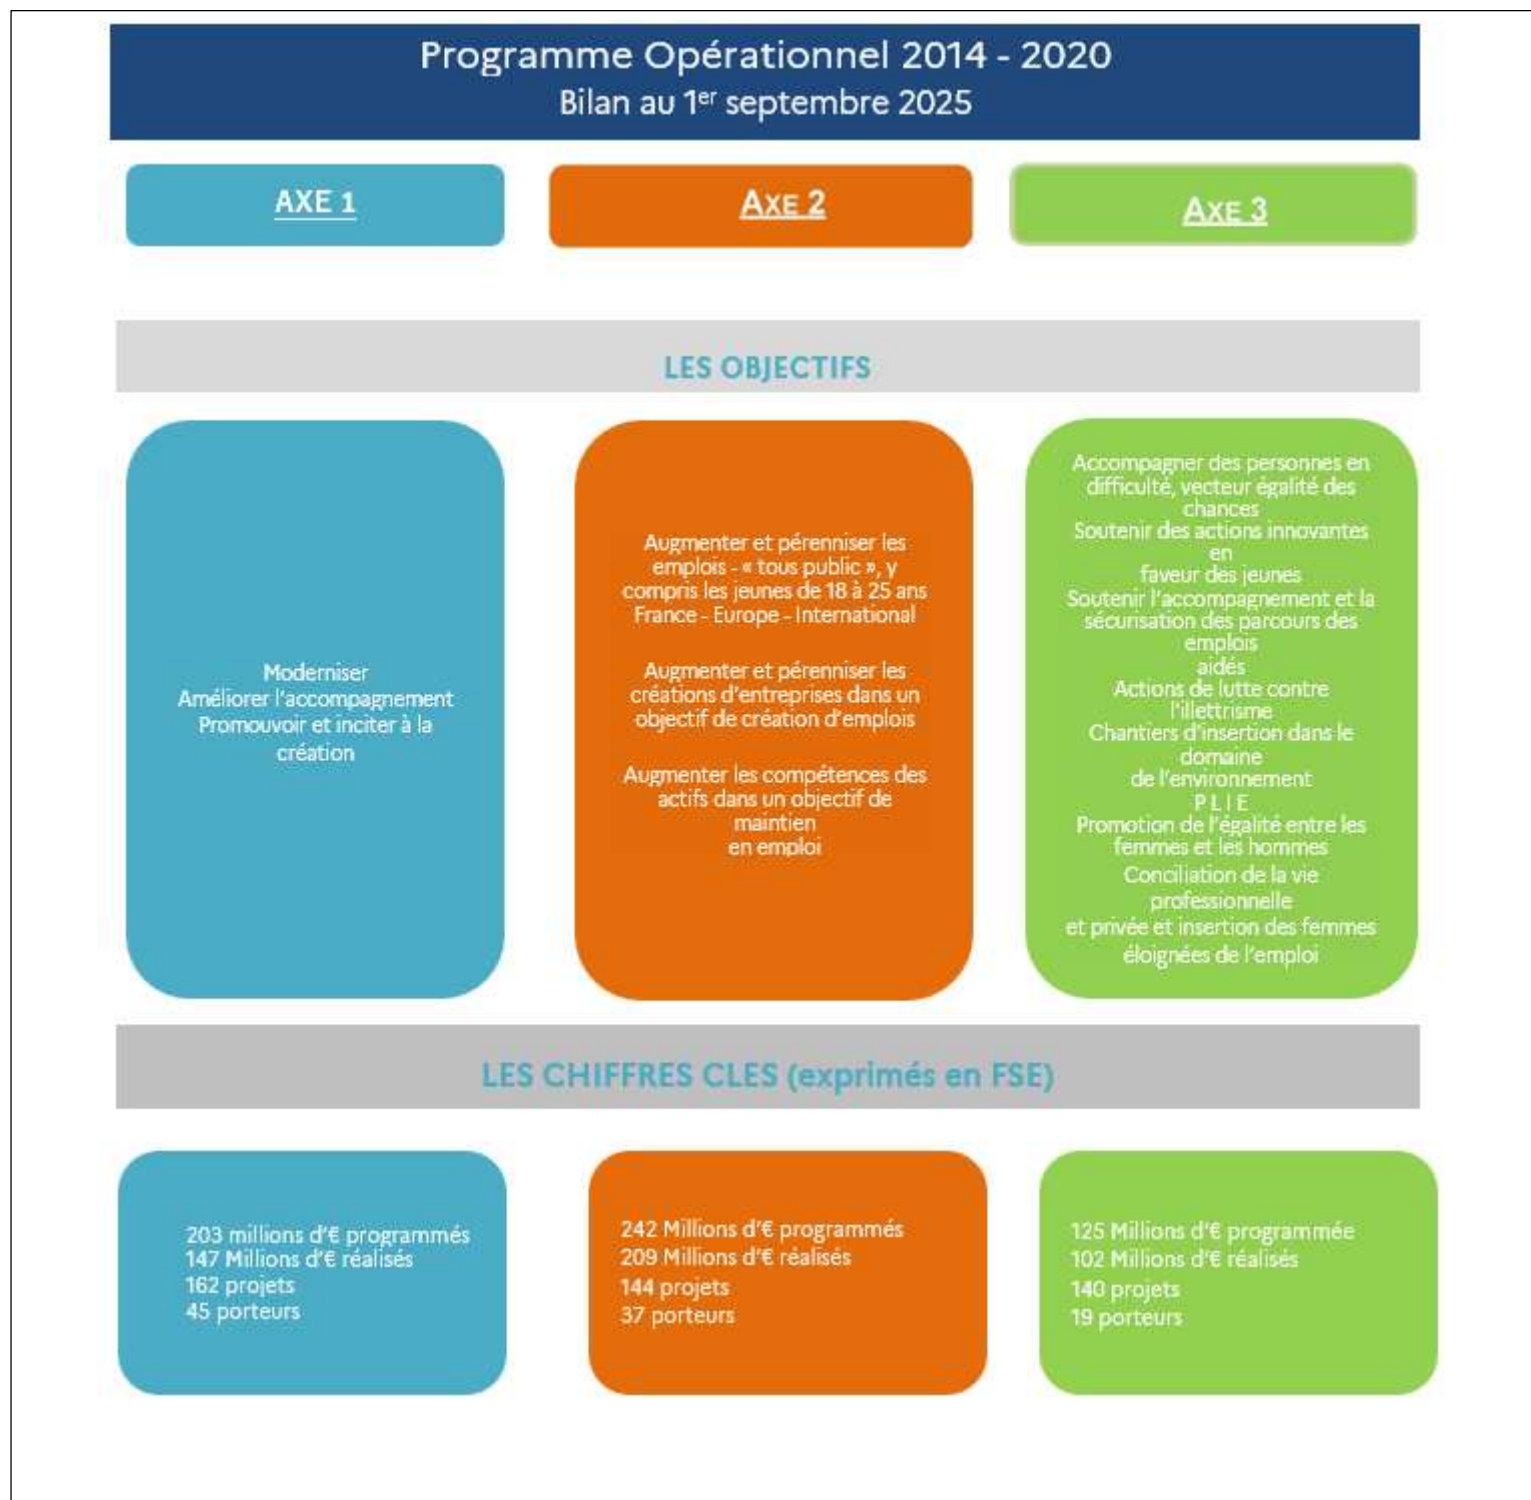 Programme Opérationnel 2014 - 2020
Bilan au 1er septembre 2025
AXE 1
AXE 2
AXE 3
LES OBJECTIFS
Moderniser
Améliorer l'accompagnement
Promouvoir et inciter à la
création
Augmenter et pérenniser les
emplois - « tous public », y
compris les jeunes de 18 à 25 ans
France - Europe - International
Augmenter et pérenniser les
créations d'entreprises dans un
objectif de création d'emplois
Augmenter les compétences des
actifs dans un objectif de
maintien
en emploi
Accompagner des personnes en
difficulté, vecteur égalité des
chances
Soutenir des actions innovantes
en
faveur des jeunes
Soutenir l'accompagnement et la
sécurisation des parcours des
emplois
aidés
Actions de lutte contre
l'illettrisme
Chantiers d'insertion dans le
domaine
de l'environnement
P L I E
Promotion de l'égalité entre les
femmes et les hommes
Conciliation de la vie
professionnelle
et privée et insertion des femmes
éloignées de l'emploi
LES CHIFFRES CLES (exprimés en FSE)
203 millions d'€ programmés
147 Millions d'€ réalisés
162 projets
45 porteurs
242 Millions d'€ programmés
209 Millions d'€ réalisés
144 projets
37 porteurs
125 Millions d'€ programmée
102 Millions d'€ réalisés
140 projets
19 porteurs